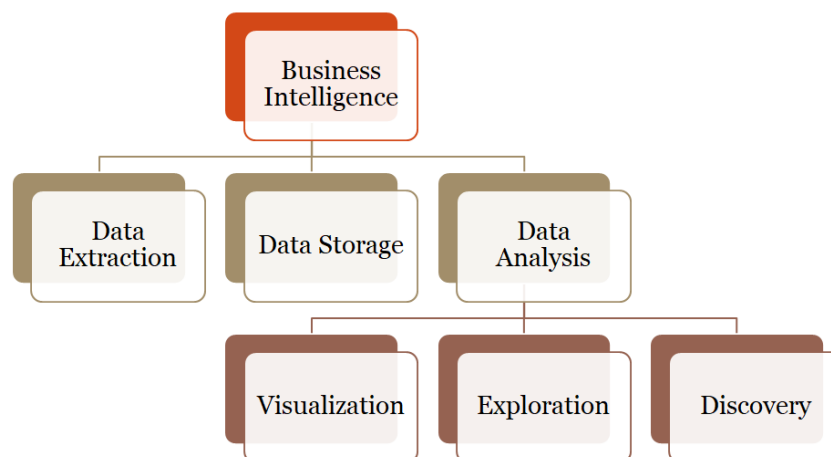 Business
Intelligence
Data
Extraction
Data Storage
Data
Analysis
Visualization
Exploration
Discovery